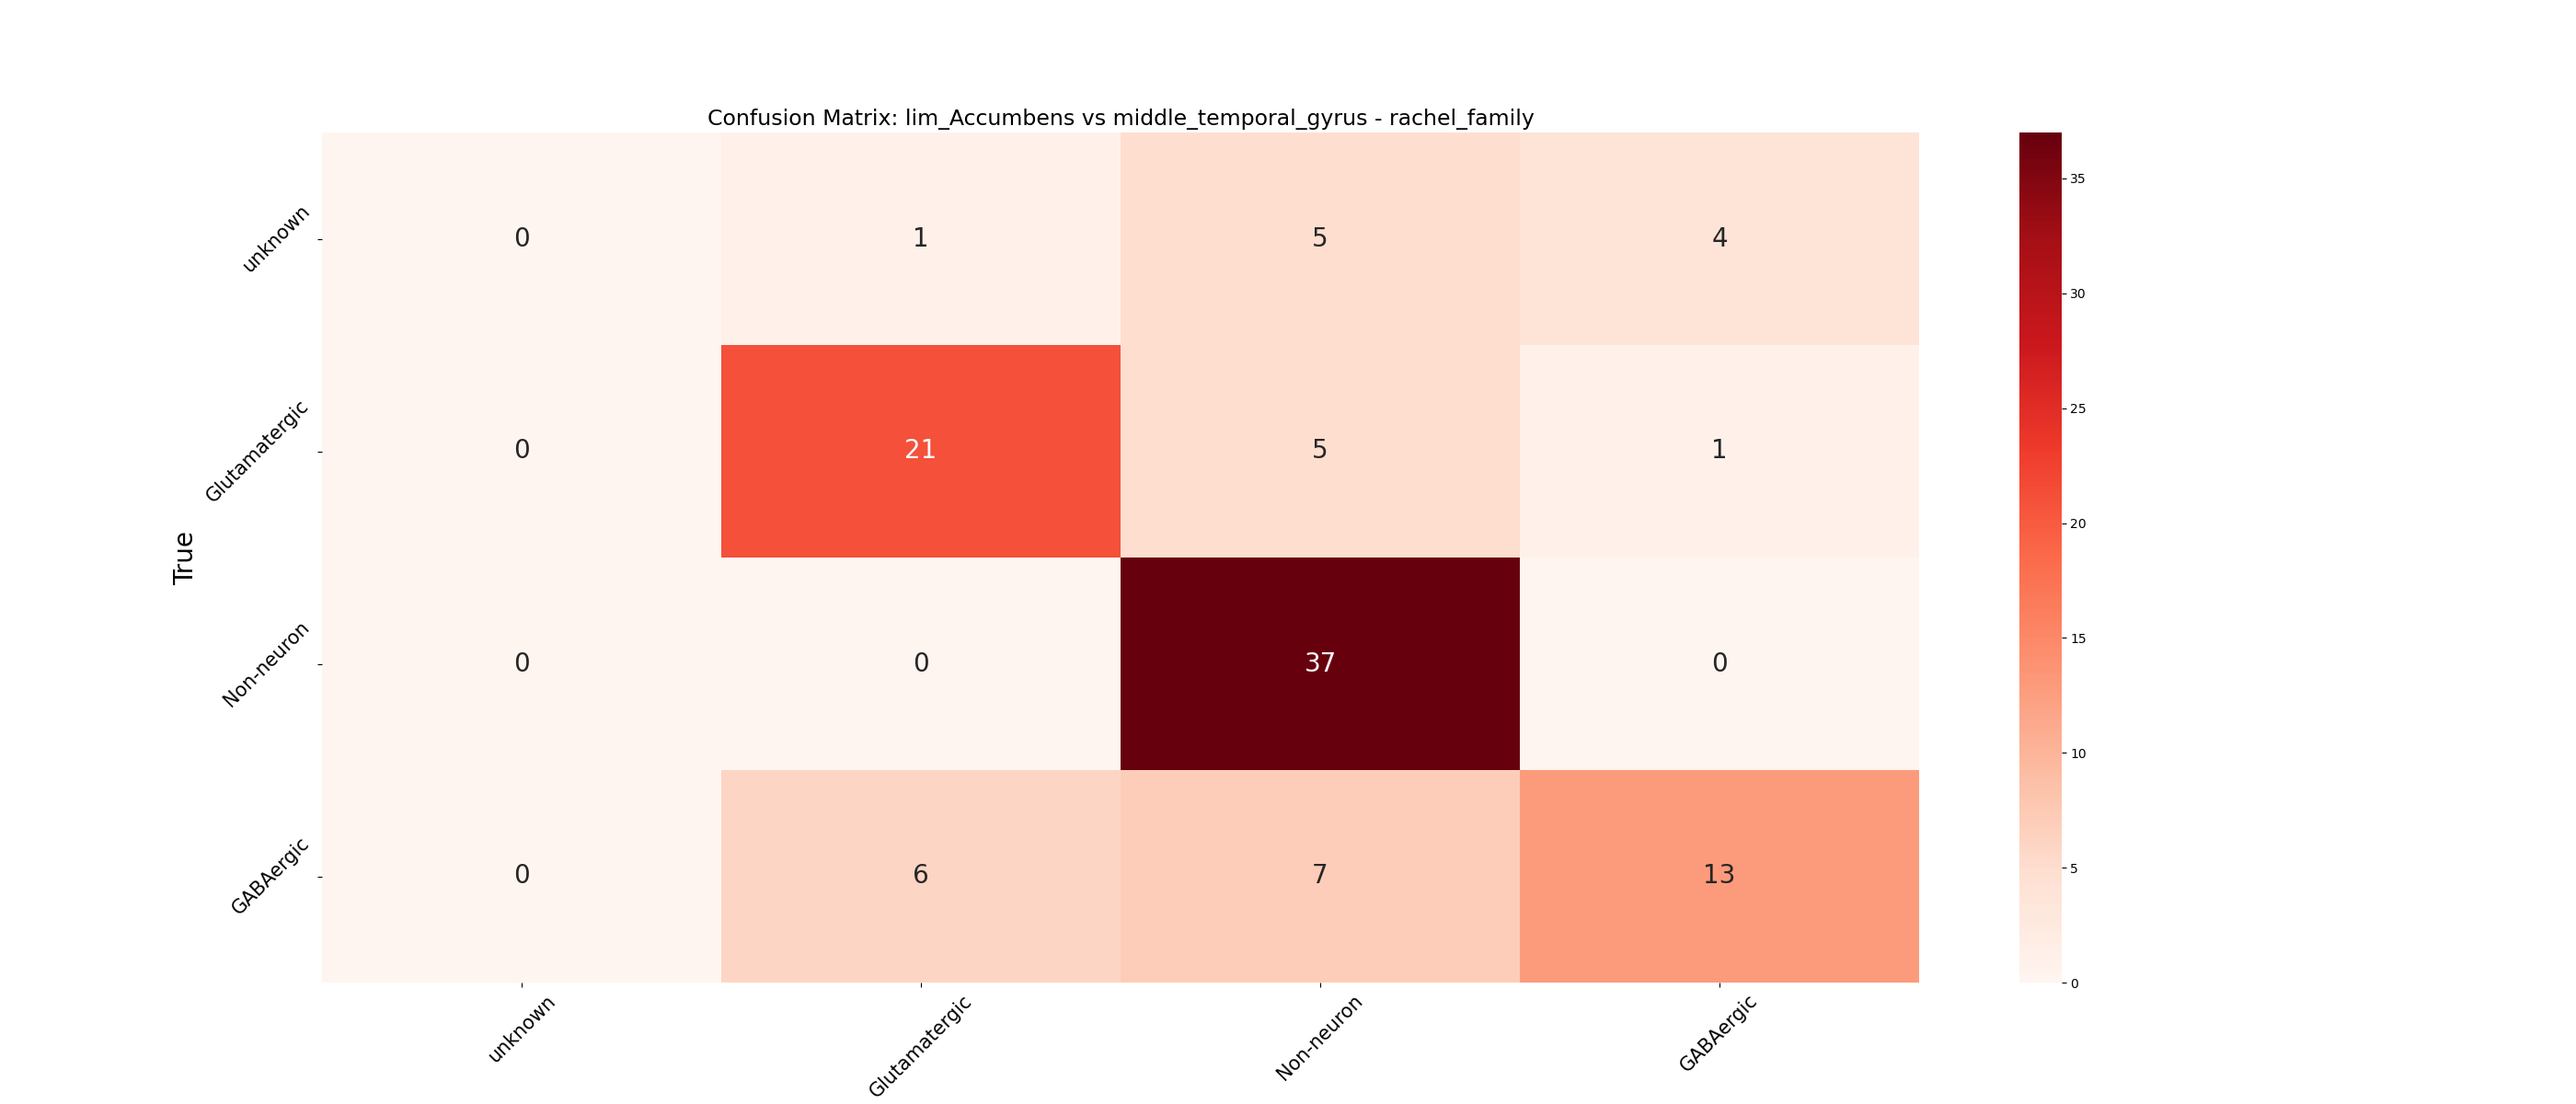 Confusion Matrix: lim_Accumbens vs middle_temporal_gyrus - rachel_family
True
unknown 0 1 5 4
Glutamatergic 0 21 5 1
Non-neuron 0 0 37 0
GABAergic 0 6 7 13
unknown Glutamatergic Non-neuron GABAergic
35
30
25
20
15
10
5
0